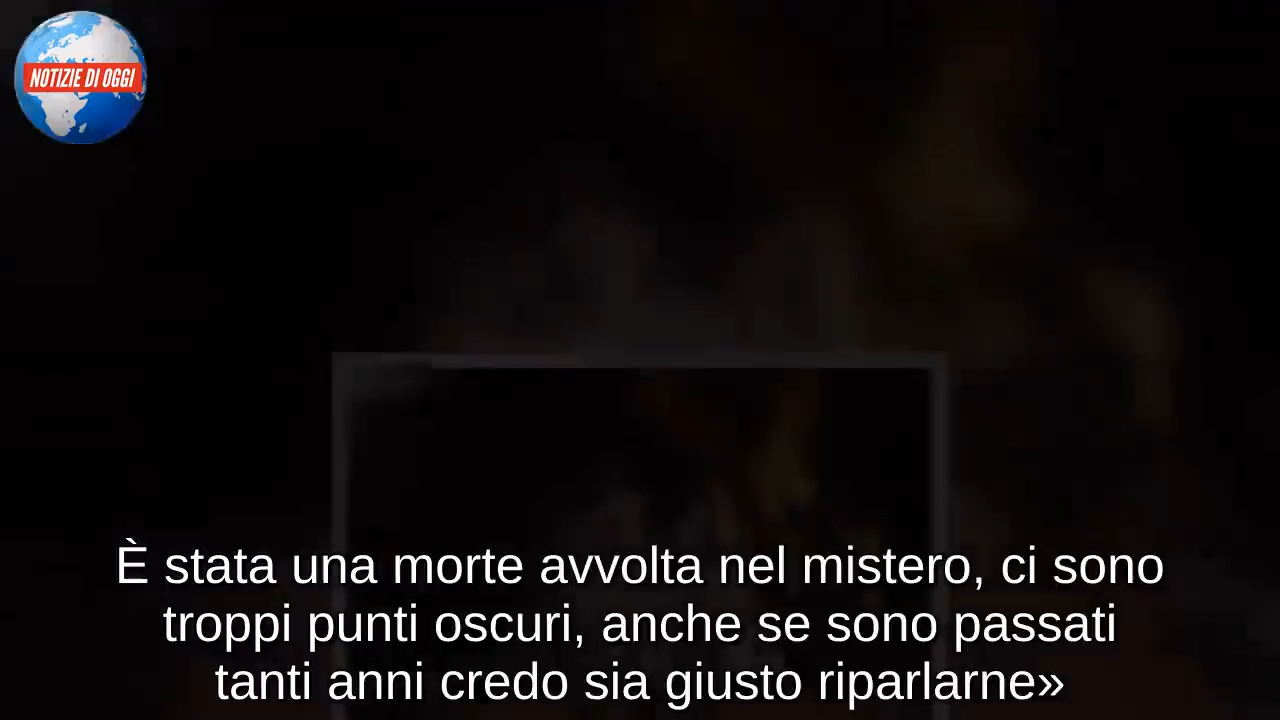 NOTIZIE DI OGGI
È stata una morte avvolta nel mistero, ci sono
troppi punti oscuri, anche se sono passati
tanti anni credo sia giusto riparlarne»